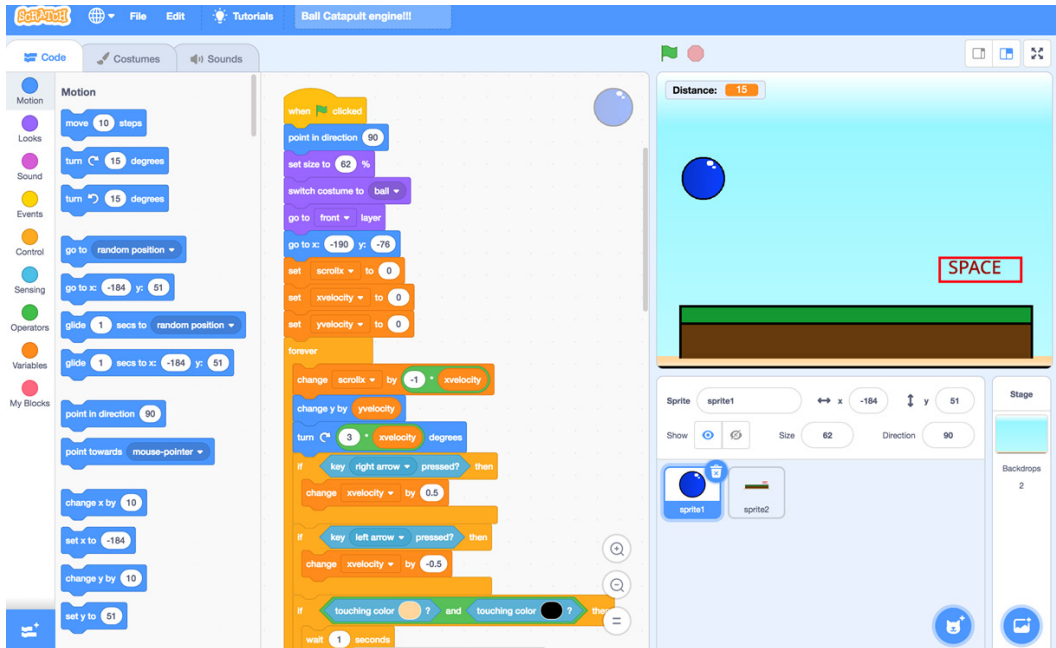 SCRATCH File Edit Tutorials Ball Catapult engine!!!
Code Costumes Sounds
Motion
Looks
Sound
Events
Control
Sensing
Operators
Variables
My Blocks
Motion
move 10 steps
turn 15 degrees
turn 15 degrees
go to random position
go to x: -184 y: 51
glide 1 secs to random position
glide 1 secs to x: -184 y: 51
point in direction 90
point towards mouse-pointer
change x by 10
set x to -184
change y by 10
set y to 51
when clicked
point in direction 90
set size to 62 %
switch costume to ball
go to front layer
go to x: -190 y: -76
set scrollx to 0
set xvelocity to 0
set yvelocity to 0
forever
change scrollx by -1 * xvelocity
change y by yvelocity
turn 3 * xvelocity degrees
if key right arrow pressed? then
change xvelocity by 0.5
if key left arrow pressed? then
change xvelocity by -0.5
if touching color ? and touching color ? then
wait 1 seconds
Distance: 15
SPACE
Sprite sprite1 x -184 y 51
Show Size 62 Direction 90
sprite1 sprite2
Stage
Backdrops
2